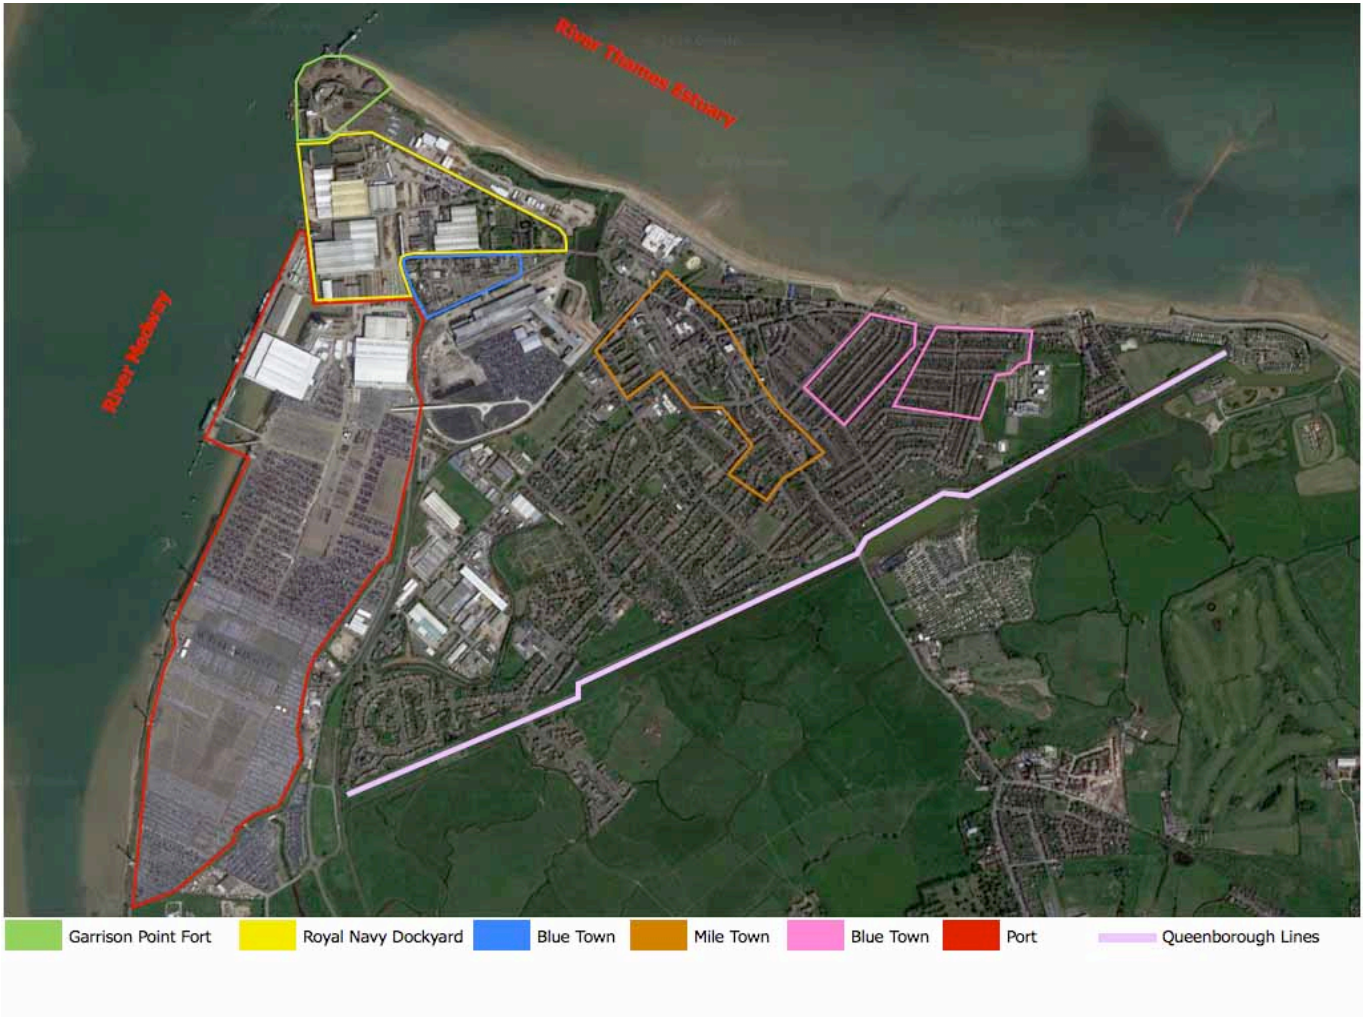 River Thames Estuary
River Medway
Garrison Point Fort
Royal Navy Dockyard
Blue Town
Mile Town
Blue Town
Port
Queenborough Lines